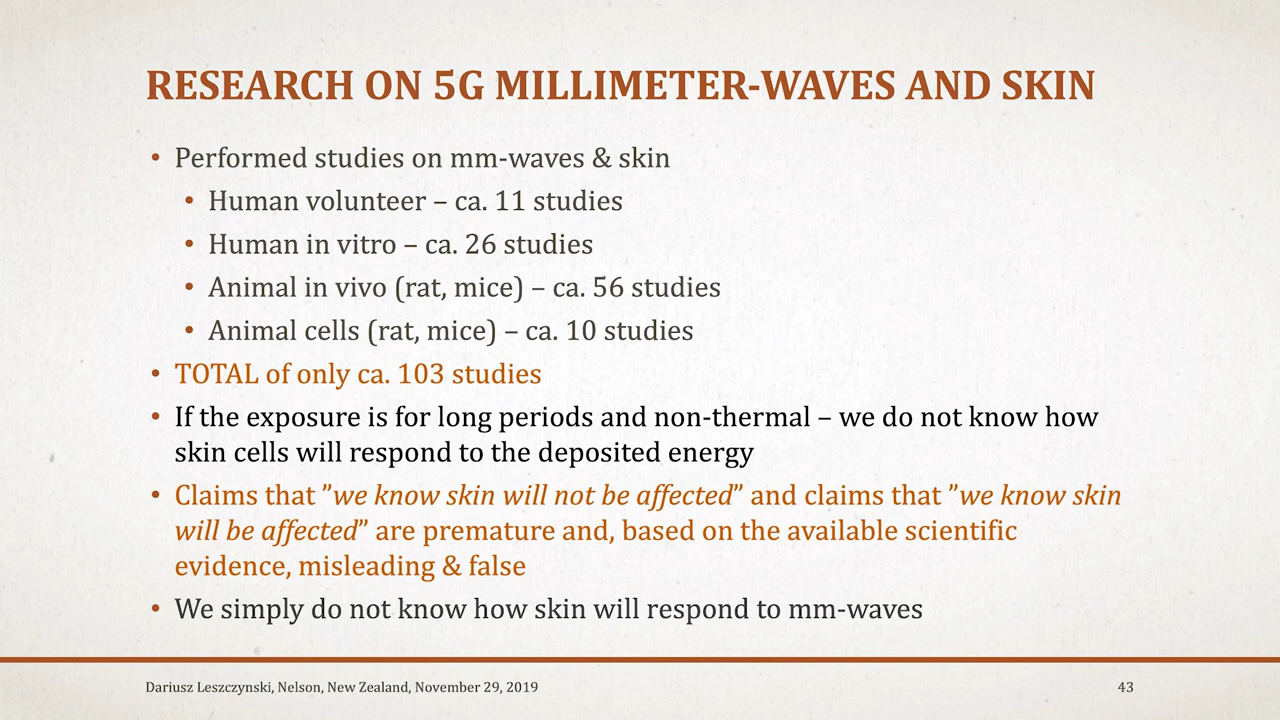 RESEARCH ON 5G MILLIMETER-WAVES AND SKIN
• Performed studies on mm-waves & skin
• Human volunteer – ca. 11 studies
• Human in vitro – ca. 26 studies
• Animal in vivo (rat, mice) – ca. 56 studies
• Animal cells (rat, mice) – ca. 10 studies
• TOTAL of only ca. 103 studies
• If the exposure is for long periods and non-thermal – we do not know how
skin cells will respond to the deposited energy
• Claims that ”we know skin will not be affected” and claims that ”we know skin
will be affected” are premature and, based on the available scientific
evidence, misleading & false
• We simply do not know how skin will respond to mm-waves
Dariusz Leszczynski, Nelson, New Zealand, November 29, 2019
43